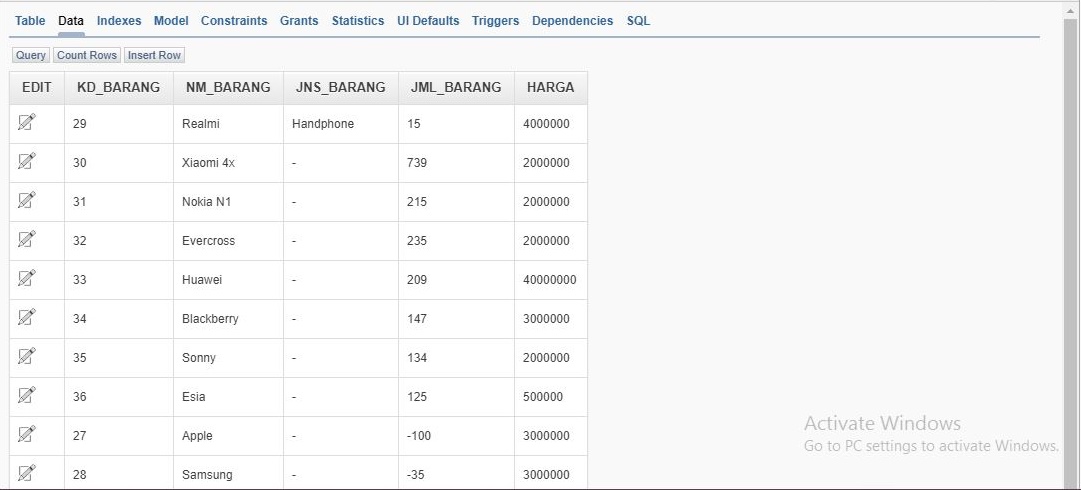 Table Data Indexes Model Constraints Grants Statistics UI Defaults Triggers Dependencies SQL
Query Count Rows Insert Row
EDIT KD_BARANG NM_BARANG JNS_BARANG JML_BARANG HARGA
29 Realmi Handphone 15 4000000
30 Xiaomi 4x - 739 2000000
31 Nokia N1 - 215 2000000
32 Evercross - 235 2000000
33 Huawei - 209 40000000
34 Blackberry - 147 3000000
35 Sonny - 134 2000000
36 Esia - 125 500000
27 Apple - -100 3000000
28 Samsung - -35 3000000
Activate Windows
Go to PC settings to activate Windows.